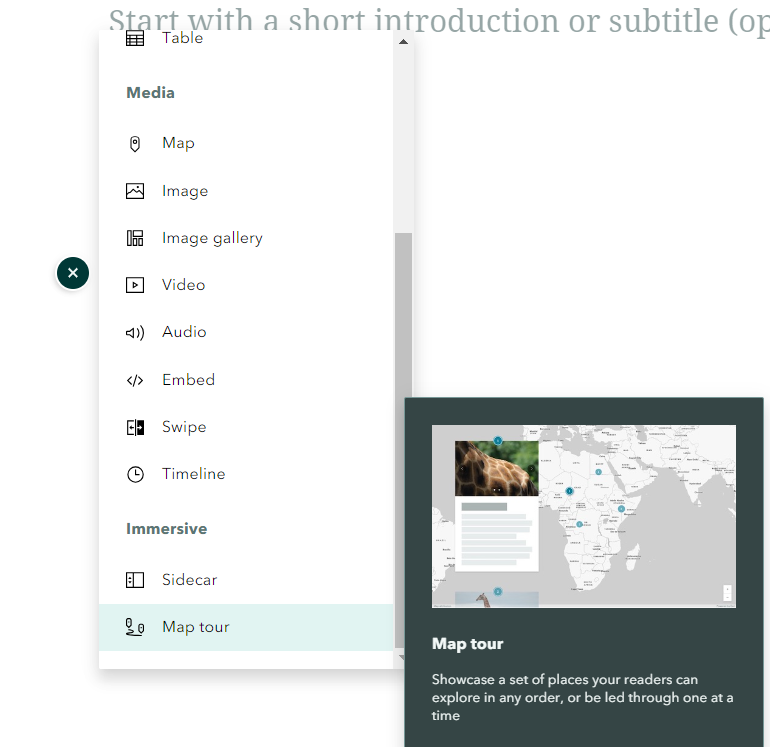 Start with a short introduction or subtitle (op
Table
Media
Map
Image
Image gallery
Video
Audio
Embed
Swipe
Timeline
Immersive
Sidecar
Map tour
Map tour
Showcase a set of places your readers can
explore in any order, or be led through one at a
time